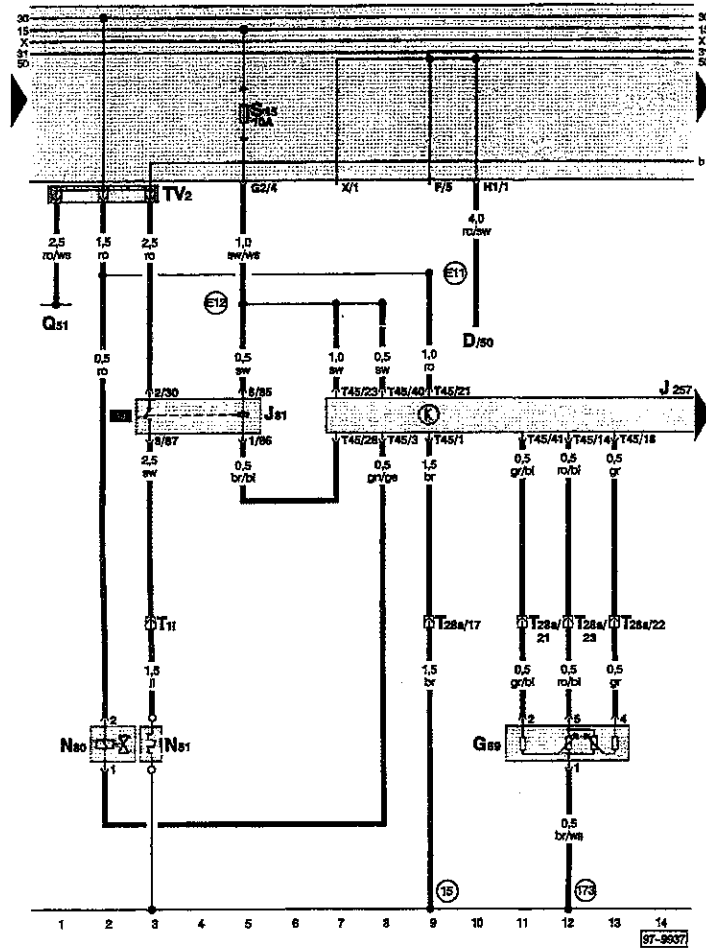 30
15
X
31
50
S
G2/4
X/1
F/5
H1/1
TV2
2,5
ro/ws
1,5
ro
2,5
ro
1,0
sw/ws
4,0
ro/sw
E11
E12
Q51
D/50
0,5
ro
0,5
sw
1,0
sw
0,5
sw
1,0
ro
2/30
6/85
T45/23
T45/40
T45/21
J 257
J81
K
8/87
1/86
T45/28
T45/3
T45/1
T45/41
T45/14
T45/18
2,5
sw
0,5
br/bl
0,5
gn/ge
1,5
br
0,5
gr/bl
0,5
ro/bl
0,5
gr
T1l
T28a/17
T28a/
21
T28a/
23
T28a/22
1,5
li
1,5
br
0,5
gr/bl
0,5
ro/bl
0,5
gr
2
N80
1
N51
2
5
4
G69
1
0,5
br/ws
15
173
1 2 3 4 5 6 7 8 9 10 11 12 13 14
97-9937